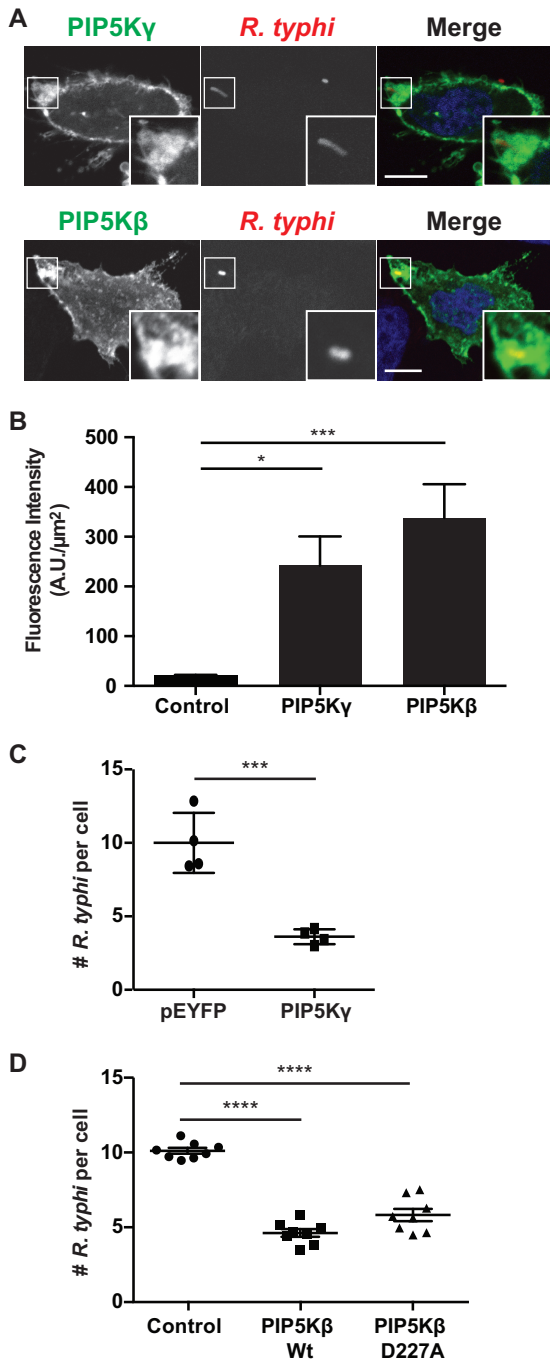 A
PIP5Kγ R. typhi Merge
PIP5Kβ R. typhi Merge
B
Fluorescence Intensity
(A.U./µm²)
500
400
300
200
100
0
***
*
Control PIP5Kγ PIP5Kβ
C
# R. typhi per cell
15
10
5
0
***
pEYFP PIP5Kγ
D
# R. typhi per cell
15
10
5
0
****
****
Control PIP5Kβ PIP5Kβ
Wt D227A